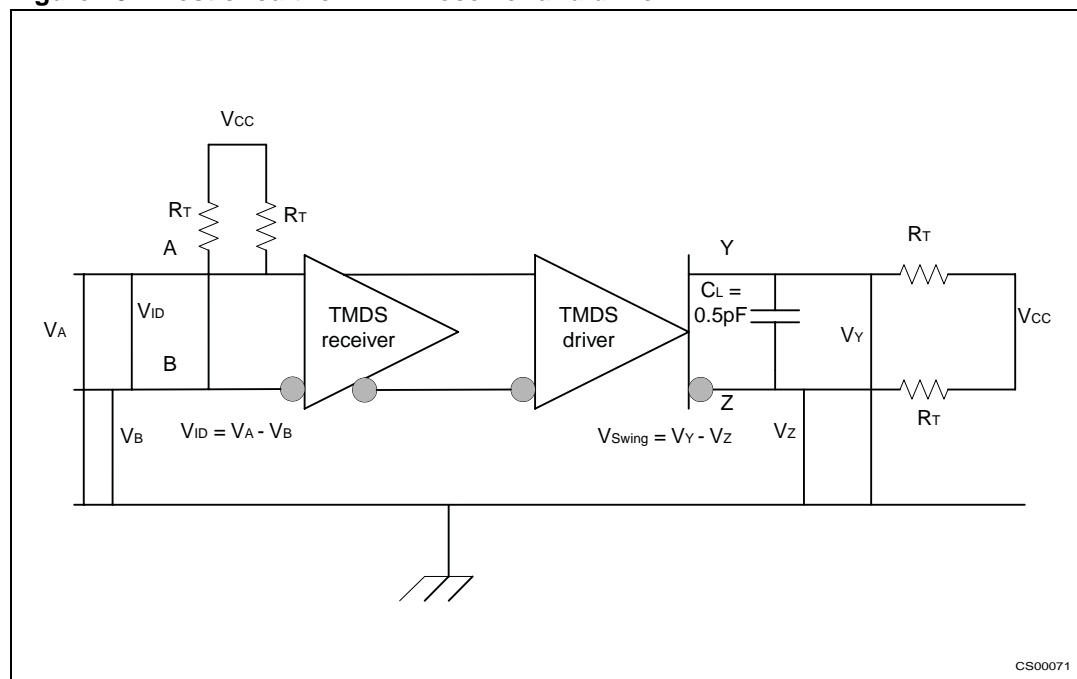 VCC
RT
RT
A
Y
RT
VID
CL =
0.5pF
TMDS
receiver
TMDS
driver
VA
VY
VCC
B
Z
RT
VB
VID = VA - VB
VSwing = VY - VZ
VZ
CS00071